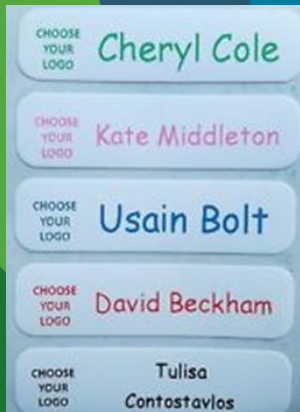 CHOOSE
YOUR
LOGO
Cheryl Cole
CHOOSE
YOUR
LOGO
Kate Middleton
CHOOSE
YOUR
LOGO
Usain Bolt
CHOOSE
YOUR
LOGO
David Beckham
CHOOSE
YOUR
LOGO
Tulisa
Contostavlos